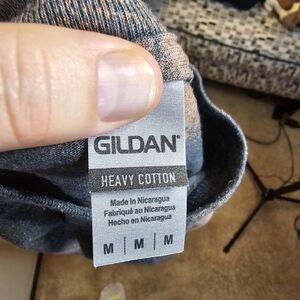 GILDAN
HEAVY COTTON
Made in Nicaragua
Fabriqué au Nicaragua
Hecho en Nicaragua
M | M | M